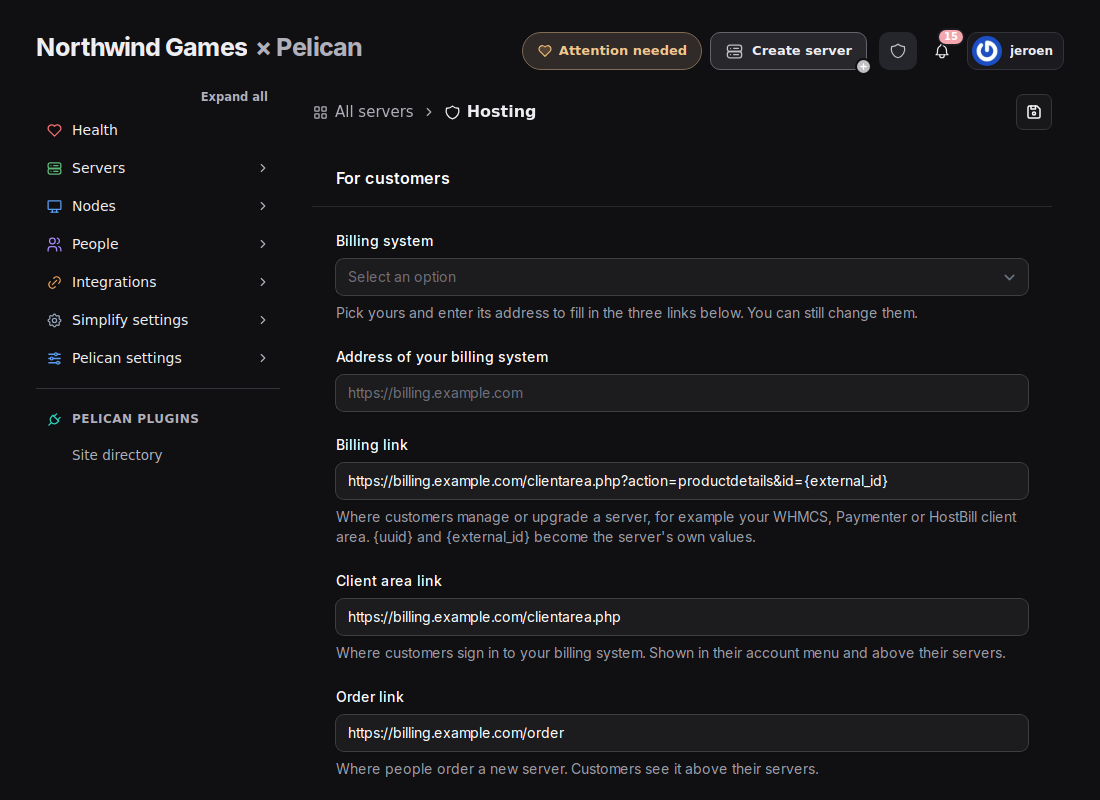 Northwind Games × Pelican
Attention needed
Create server
15
jeroen
Expand all
Health
Servers
Nodes
People
Integrations
Simplify settings
Pelican settings
PELICAN PLUGINS
Site directory
All servers
Hosting
For customers
Billing system
Select an option
Pick yours and enter its address to fill in the three links below. You can still change them.
Address of your billing system
https://billing.example.com
Billing link
https://billing.example.com/clientarea.php?action=productdetails&id={external_id}
Where customers manage or upgrade a server, for example your WHMCS, Paymenter or HostBill client
area. {uuid} and {external_id} become the server's own values.
Client area link
https://billing.example.com/clientarea.php
Where customers sign in to your billing system. Shown in their account menu and above their servers.
Order link
https://billing.example.com/order
Where people order a new server. Customers see it above their servers.